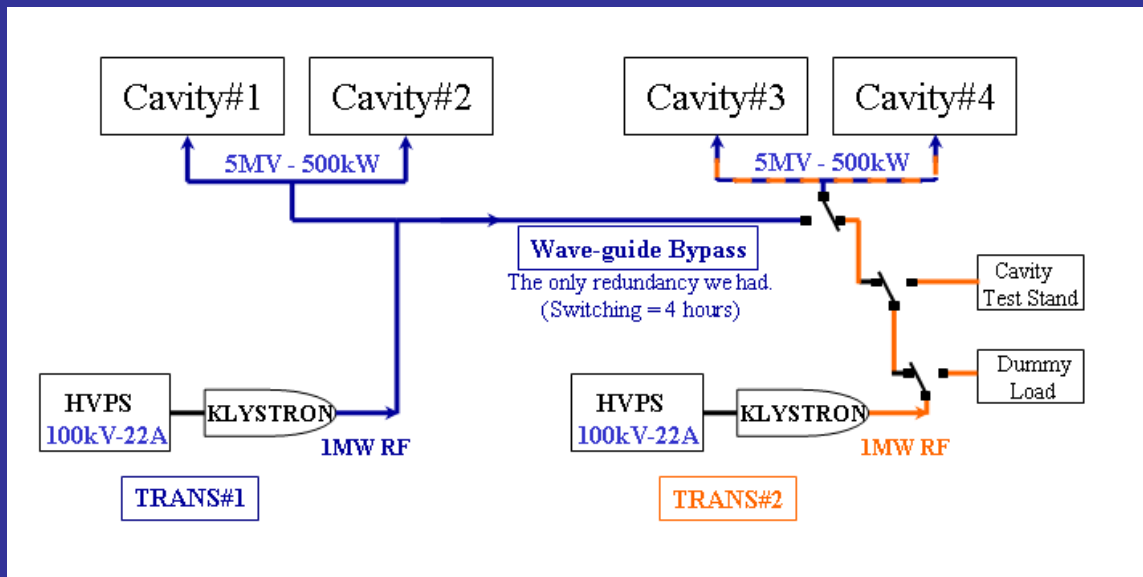 Cavity#1
Cavity#2
Cavity#3
Cavity#4
5MV - 500kW
5MV - 500kW
Wave-guide Bypass
The only redundancy we had.
(Switching = 4 hours)
Cavity
Test Stand
Dummy
Load
HVPS
100kV-22A
KLYSTRON
1MW RF
HVPS
100kV-22A
KLYSTRON
1MW RF
TRANS#1
TRANS#2